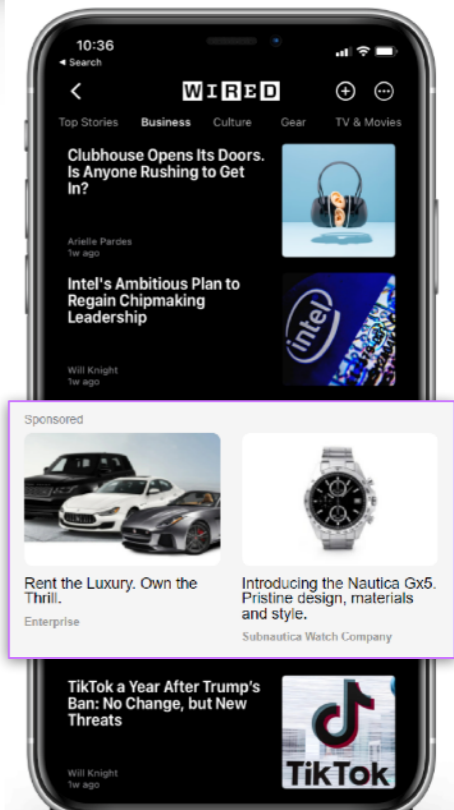 10:36
Search
WIRED
Top Stories Business Culture Gear TV & Movies
Clubhouse Opens Its Doors.
Is Anyone Rushing to Get
In?
Arielle Pardes
1w ago
Intel's Ambitious Plan to
Regain Chipmaking
Leadership
Will Knight
1w ago
intel
Sponsored
Rent the Luxury. Own the
Thrill.
Enterprise
Introducing the Nautica Gx5.
Pristine design, materials
and style.
Subnautica Watch Company
TikTok a Year After Trump's
Ban: No Change, but New
Threats
Will Knight
1w ago
TikTok